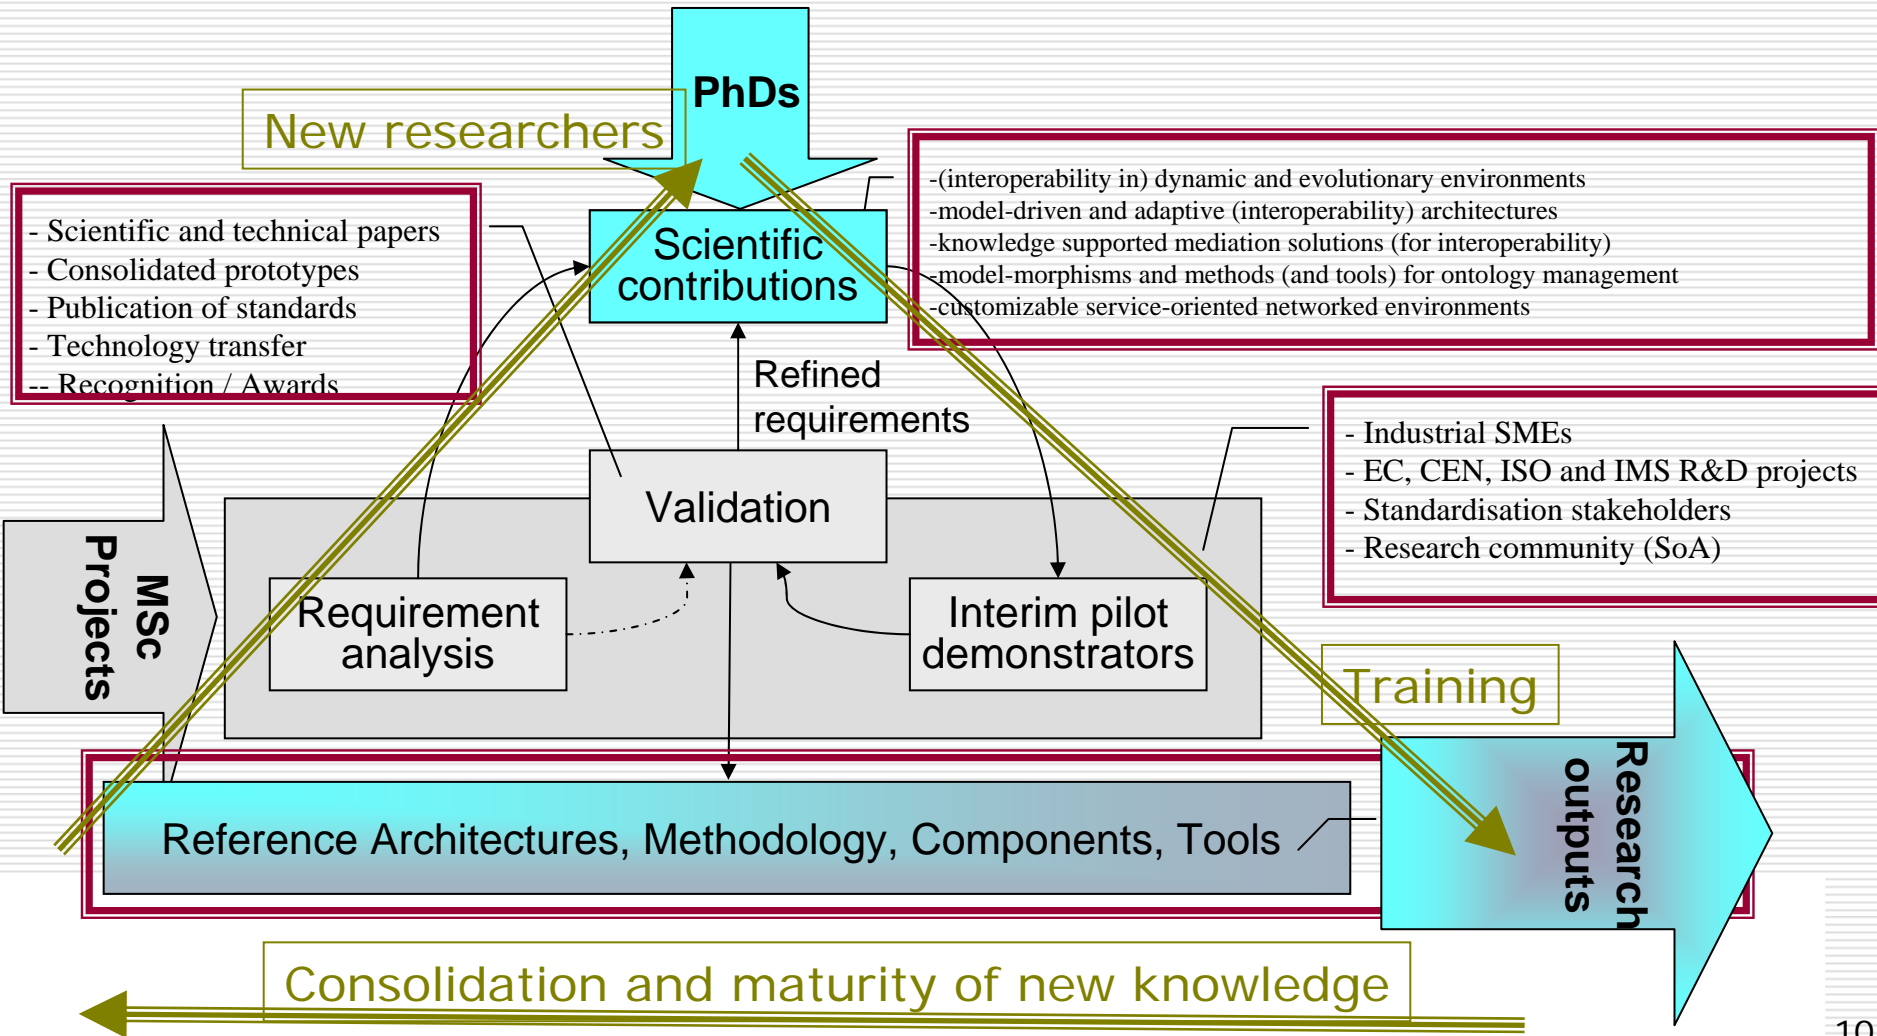 PhDs
New researchers
- Scientific and technical papers
- Consolidated prototypes
- Publication of standards
- Technology transfer
-- Recognition / Awards
Scientific
contributions
-(interoperability in) dynamic and evolutionary environments
-model-driven and adaptive (interoperability) architectures
-knowledge supported mediation solutions (for interoperability)
-model-morphisms and methods (and tools) for ontology management
-customizable service-oriented networked environments
Refined
requirements
- Industrial SMEs
- EC, CEN, ISO and IMS R&D projects
- Standardisation stakeholders
- Research community (SoA)
Validation
MSc
Projects
Requirement
analysis
Interim pilot
demonstrators
Training
Reference Architectures, Methodology, Components, Tools
Research
outputs
Consolidation and maturity of new knowledge
10